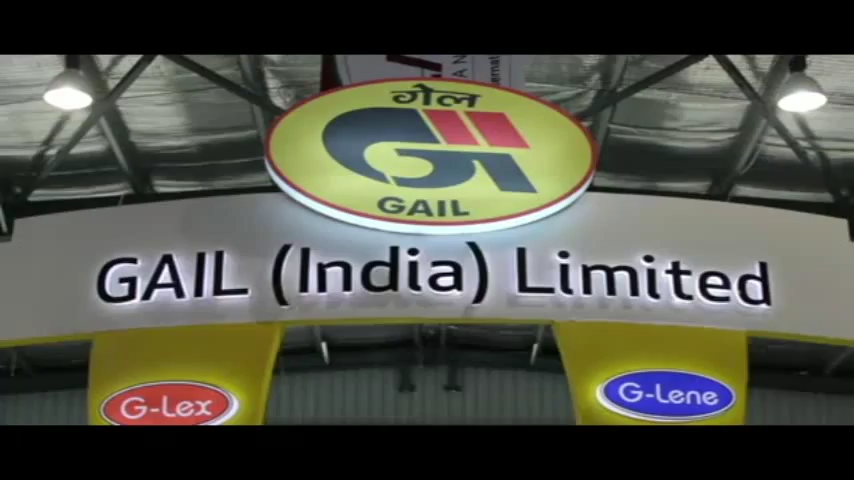 गेल
GAIL
GAIL (India) Limited
G-Lex
G-Lene